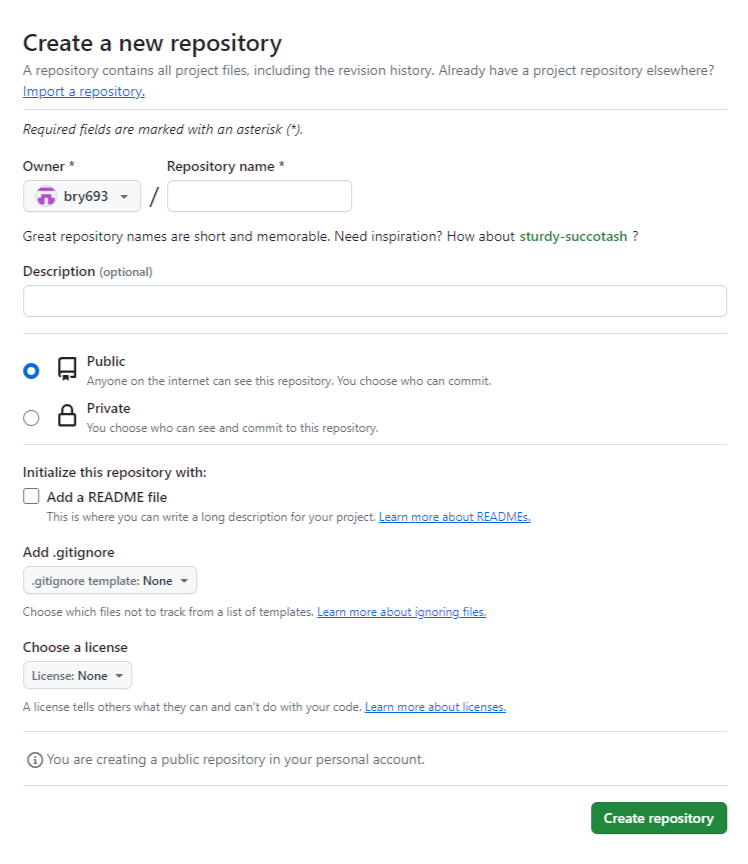 Create a new repository
A repository contains all project files, including the revision history. Already have a project repository elsewhere?
Import a repository.
Required fields are marked with an asterisk (*).
Owner * Repository name *
bry693 /
Great repository names are short and memorable. Need inspiration? How about sturdy-succotash ?
Description (optional)
Public
Anyone on the internet can see this repository. You choose who can commit.
Private
You choose who can see and commit to this repository.
Initialize this repository with:
Add a README file
This is where you can write a long description for your project. Learn more about READMEs.
Add .gitignore
.gitignore template: None
Choose which files not to track from a list of templates. Learn more about ignoring files.
Choose a license
License: None
A license tells others what they can and can't do with your code. Learn more about licenses.
You are creating a public repository in your personal account.
Create repository